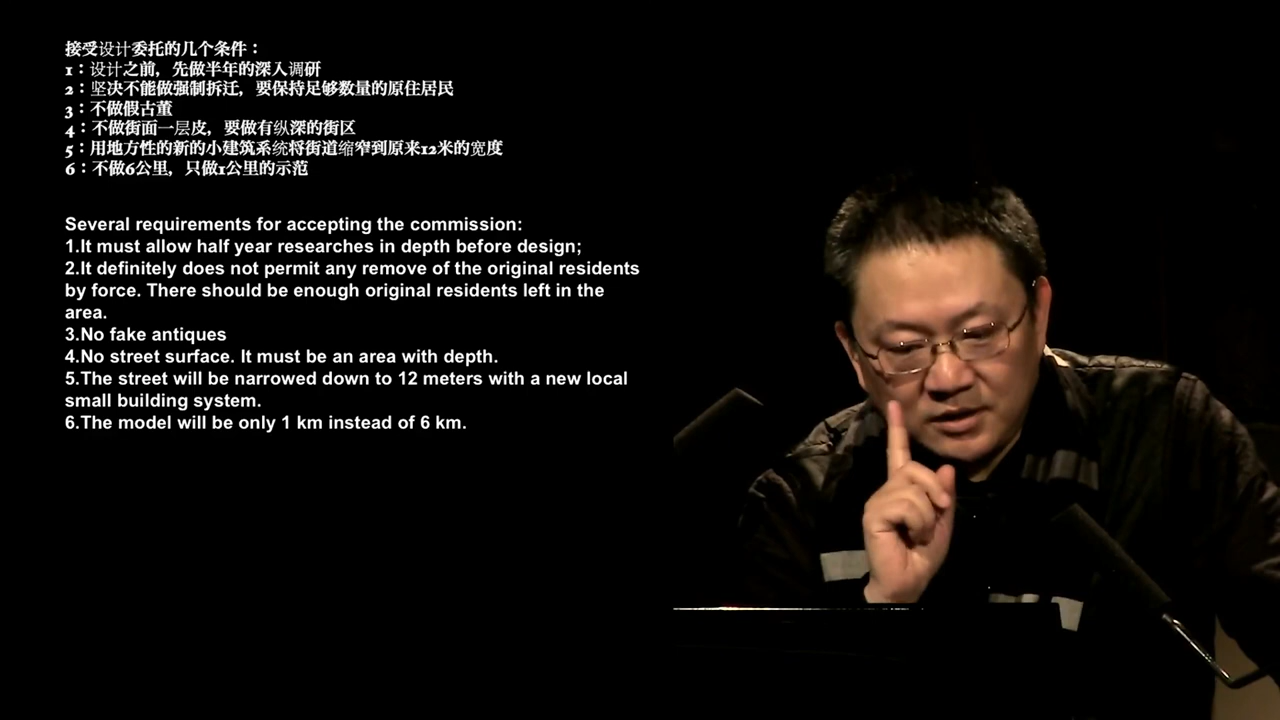 接受设计委托的几个条件：
1：设计之前，先做半年的深入调研
2：坚决不能做强制拆迁，要保持足够数量的原住居民
3：不做假古董
4：不做街面一层皮，要做有纵深的街区
5：用地方性的新的小建筑系统将街道缩窄到原来12米的宽度
6：不做6公里，只做1公里的示范
Several requirements for accepting the commission:
1.It must allow half year researches in depth before design;
2.It definitely does not permit any remove of the original residents
by force. There should be enough original residents left in the
area.
3.No fake antiques
4.No street surface. It must be an area with depth.
5.The street will be narrowed down to 12 meters with a new local
small building system.
6.The model will be only 1 km instead of 6 km.